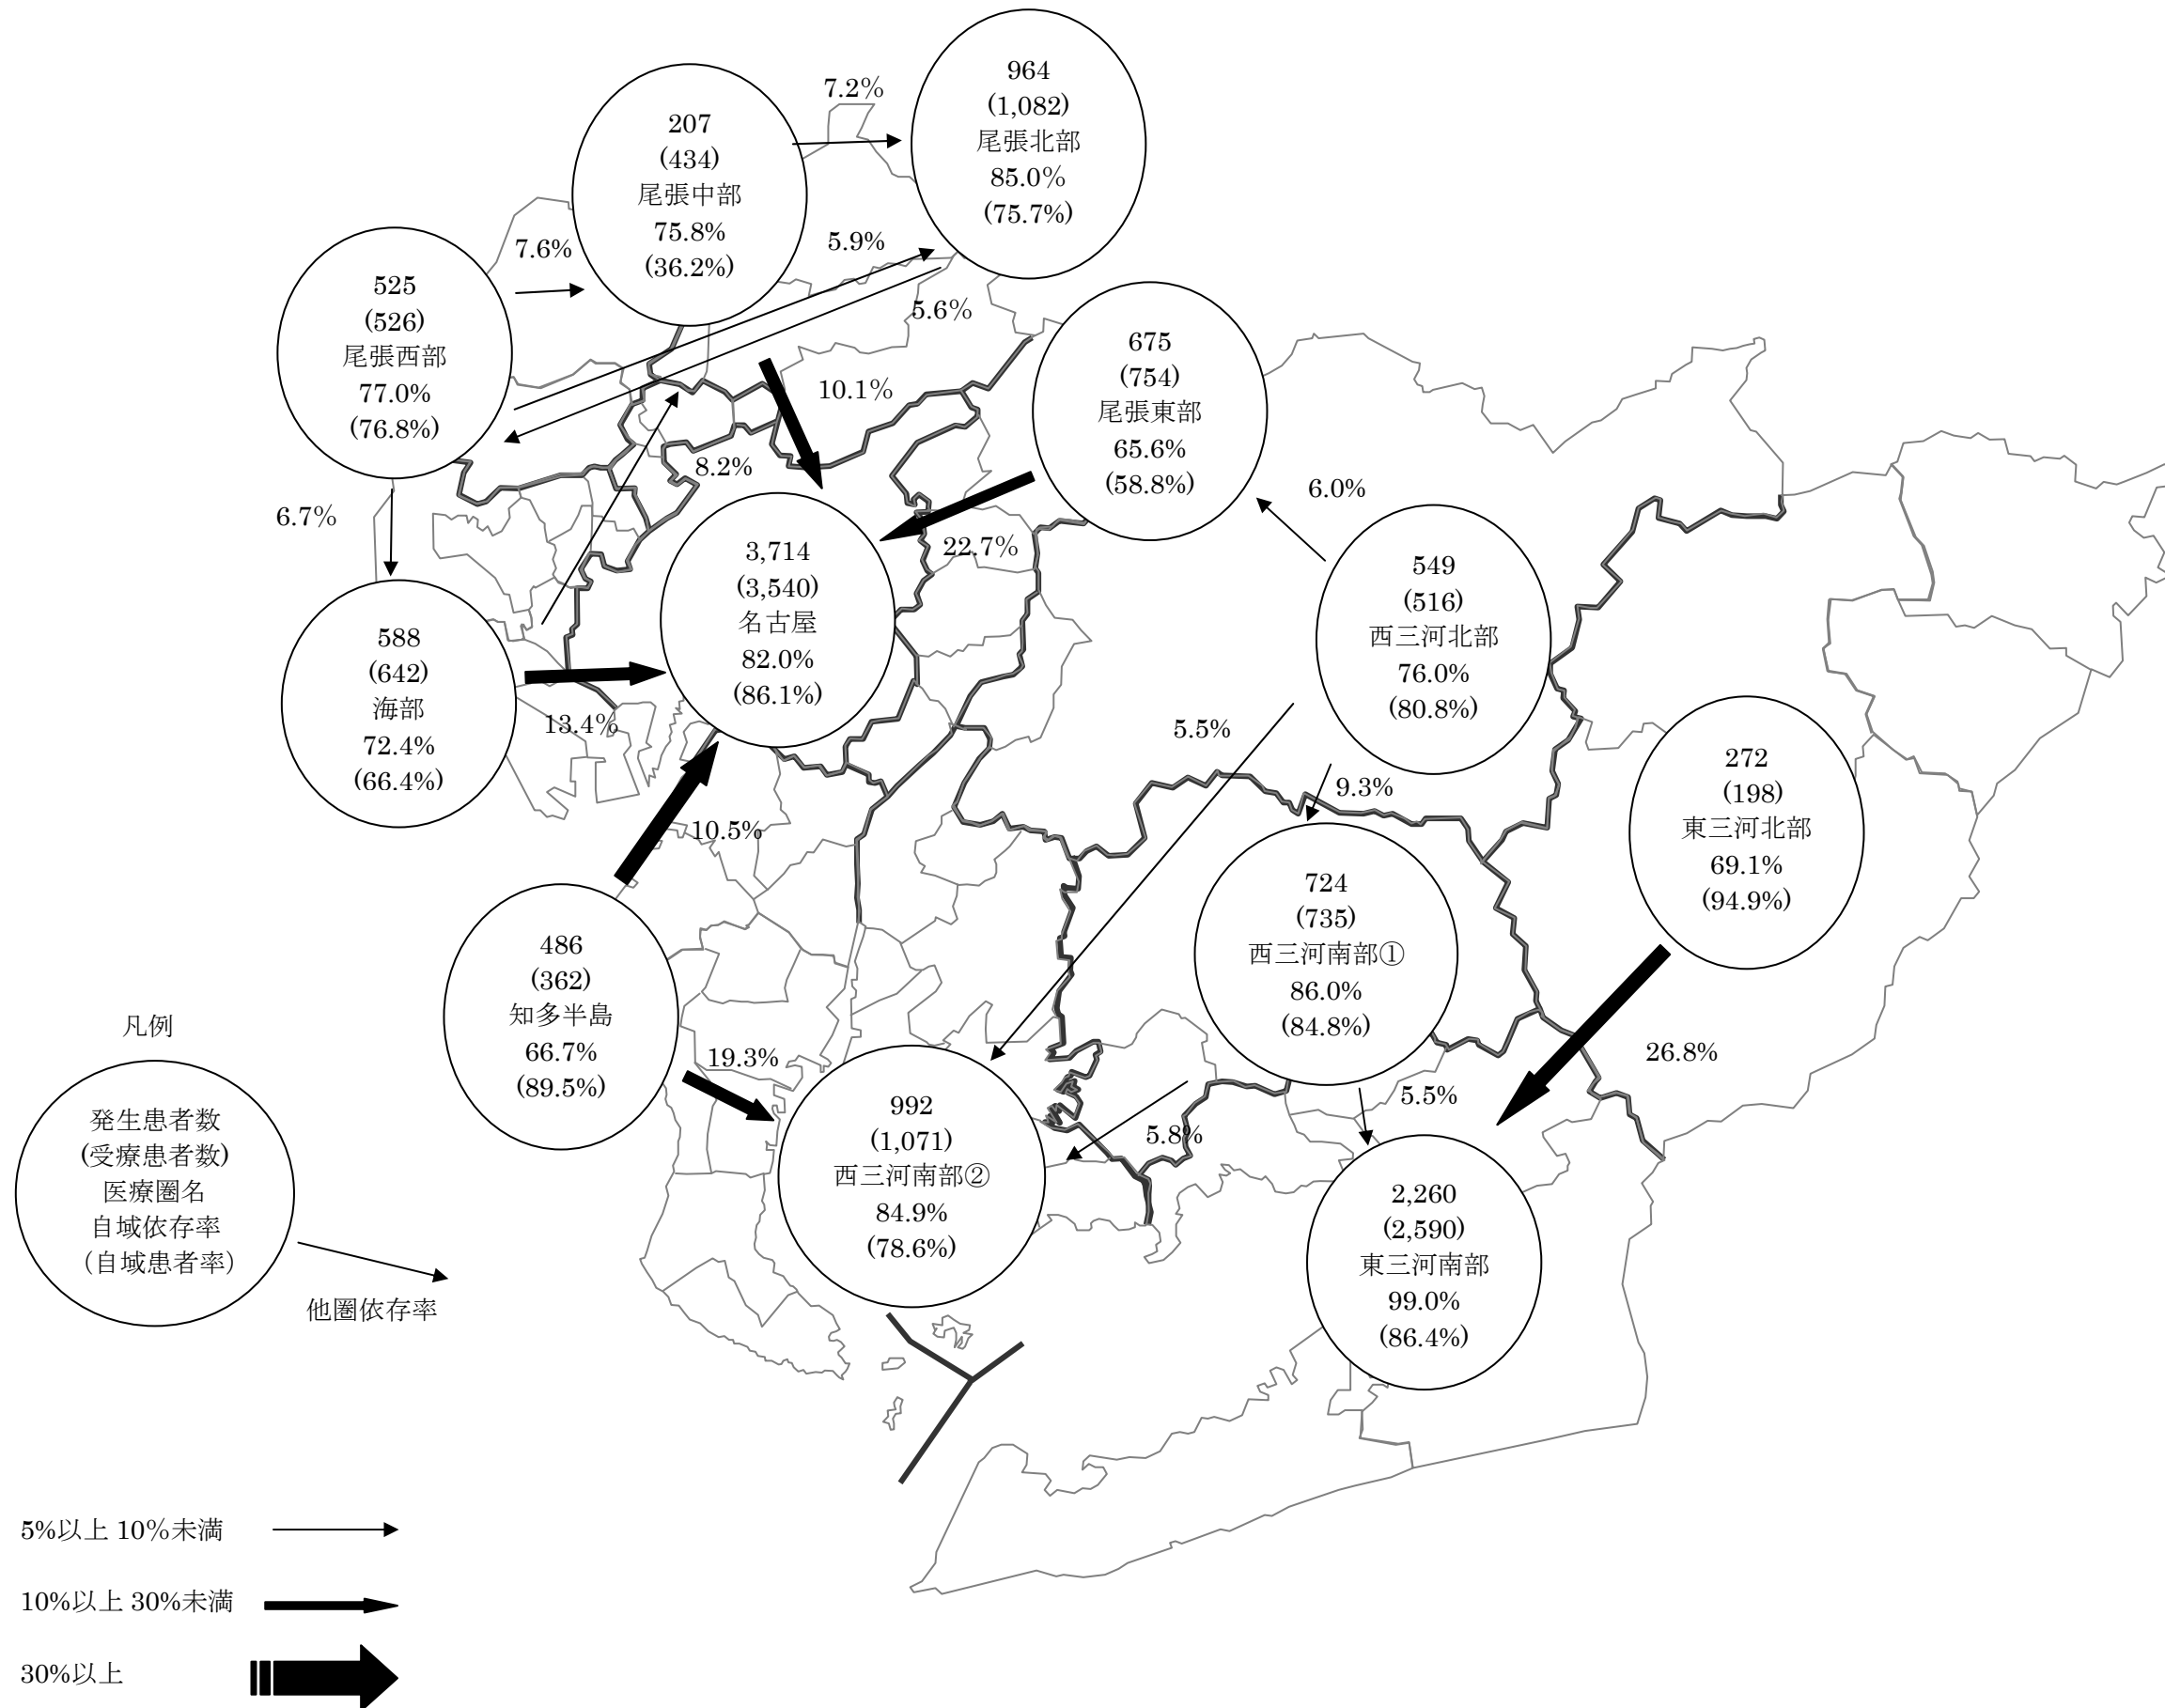 964
(1,082)
尾張北部
85.0%
(75.7%)
7.2%
207
(434)
尾張中部
75.8%
(36.2%)
7.6%
5.9%
5.6%
525
(526)
尾張西部
77.0%
(76.8%)
675
(754)
尾張東部
65.6%
(58.8%)
10.1%
8.2%
6.0%
6.7%
22.7%
3,714
(3,540)
名古屋
82.0%
(86.1%)
549
(516)
西三河北部
76.0%
(80.8%)
588
(642)
海部
72.4%
(66.4%)
13.4%
5.5%
9.3%
272
(198)
東三河北部
69.1%
(94.9%)
10.5%
724
(735)
西三河南部①
86.0%
(84.8%)
486
(362)
知多半島
66.7%
(89.5%)
19.3%
26.8%
5.5%
5.8%
992
(1,071)
西三河南部②
84.9%
(78.6%)
2,260
(2,590)
東三河南部
99.0%
(86.4%)
凡例
発生患者数
(受療患者数)
医療圏名
自域依存率
（自域患者率）
他圏依存率
5%以上 10%未満
10%以上 30%未満
30%以上